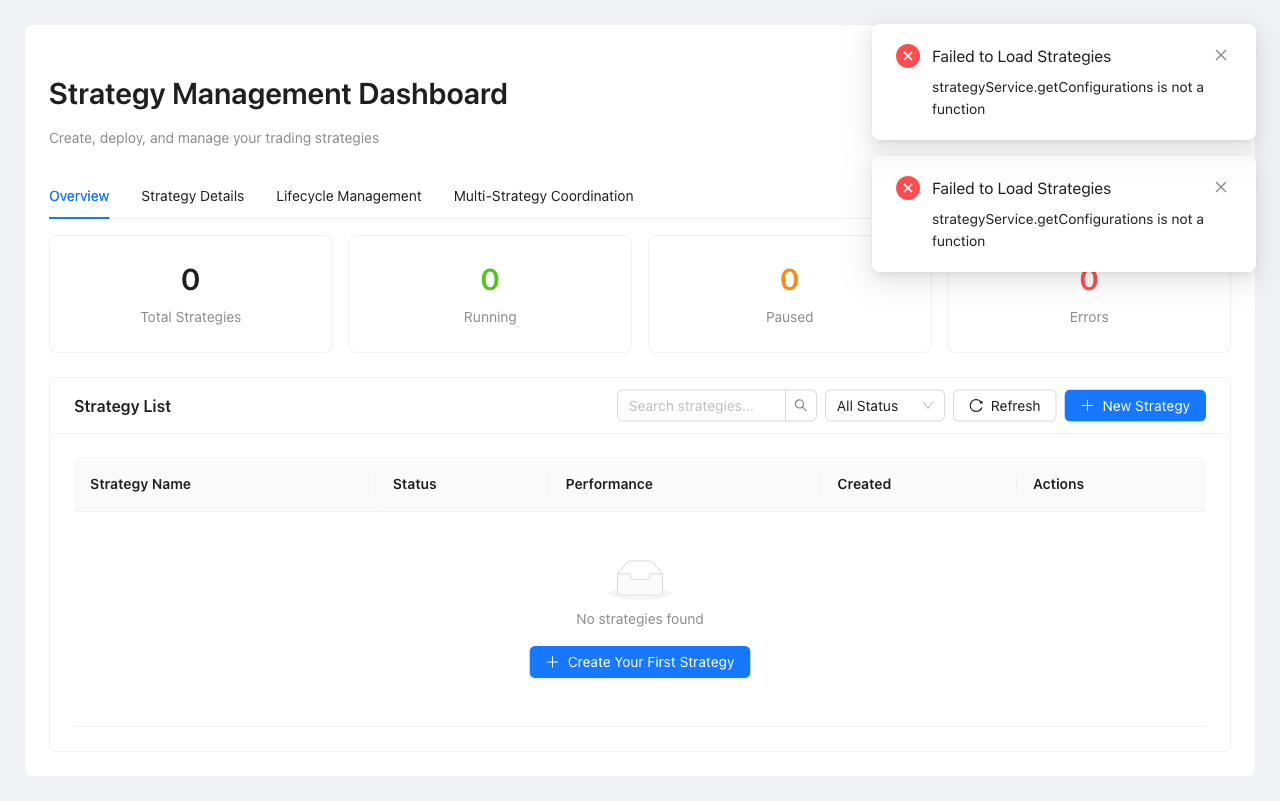 Strategy Management Dashboard
Create, deploy, and manage your trading strategies
Failed to Load Strategies
strategyService.getConfigurations is not a
function
Failed to Load Strategies
strategyService.getConfigurations is not a
function
Overview
Strategy Details
Lifecycle Management
Multi-Strategy Coordination
0
Total Strategies
0
Running
0
Paused
0
Errors
Strategy List
Search strategies...
All Status
Refresh
New Strategy
Strategy Name
Status
Performance
Created
Actions
No strategies found
Create Your First Strategy